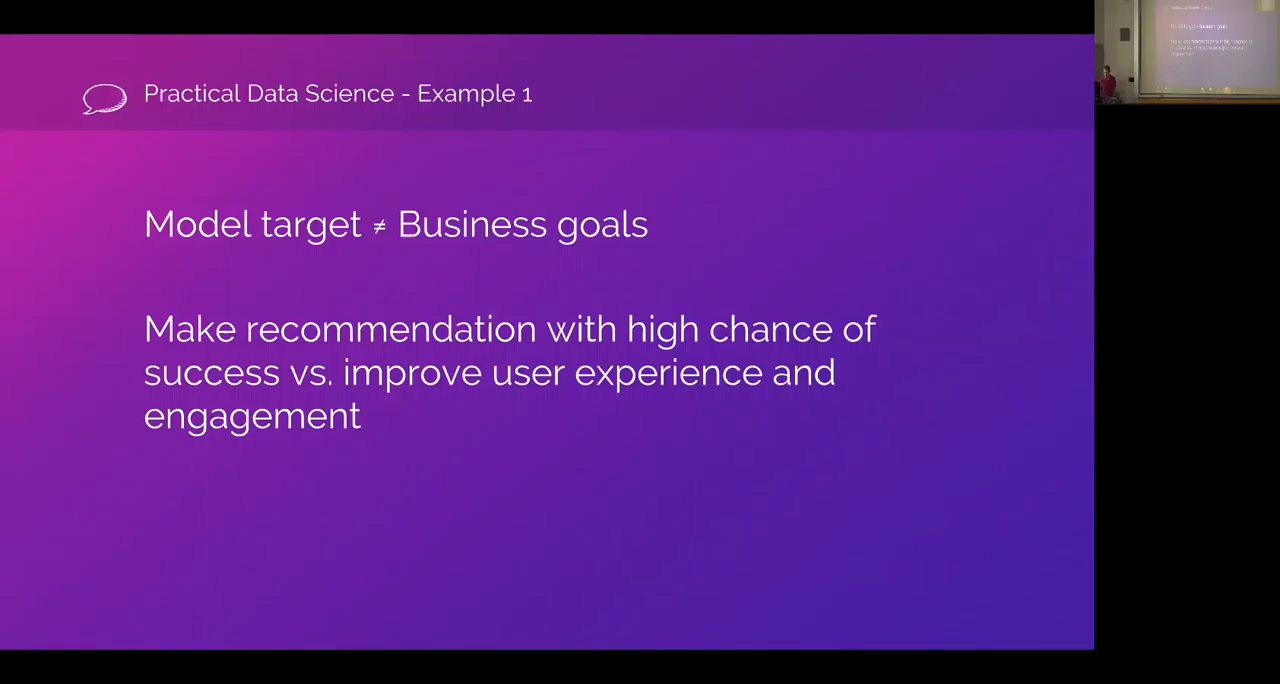 Practical Data Science - Example 1
Model target ≠ Business goals
Make recommendation with high chance of
success vs. improve user experience and
engagement